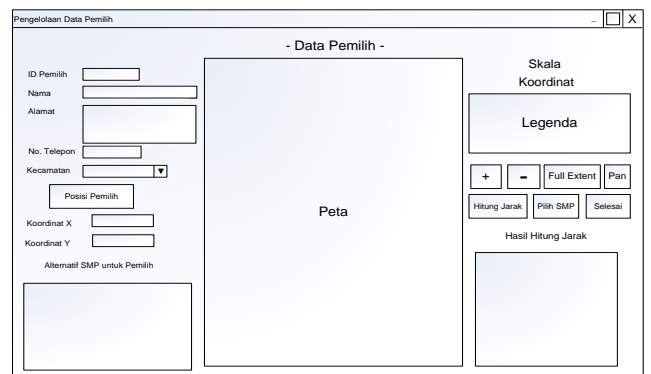 Pengelolaan Data Pemilih
_ X
- Data Pemilih -
ID Pemilih
Nama
Alamat
No. Telepon
Kecamatan
Posisi Pemilih
Koordinat X
Koordinat Y
Alternatif SMP untuk Pemilih
Peta
Skala
Koordinat
Legenda
+ - Full Extent Pan
Hitung Jarak Pilih SMP Selesai
Hasil Hitung Jarak